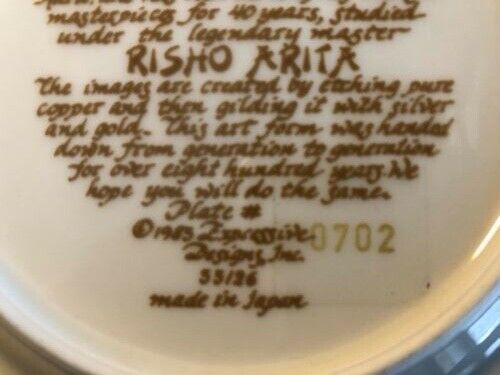 masterpieces for 40 years, studied
under the legendary master
RISHO ARITA
The images are created by etching pure
copper and then gilding it with silver
and gold. This art form was handed
down from generation to generation
for over eight hundred years. We
hope you will do the same.
Plate # 0702
©1983, Expressive
Designs, Inc.
33126
made in Japan